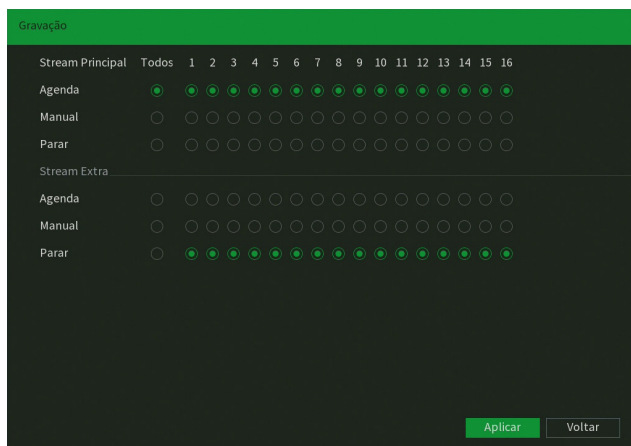 Gravação
Stream Principal Todos 1 2 3 4 5 6 7 8 9 10 11 12 13 14 15 16
Agenda
Manual
Parar
Stream Extra
Agenda
Manual
Parar
Aplicar Voltar